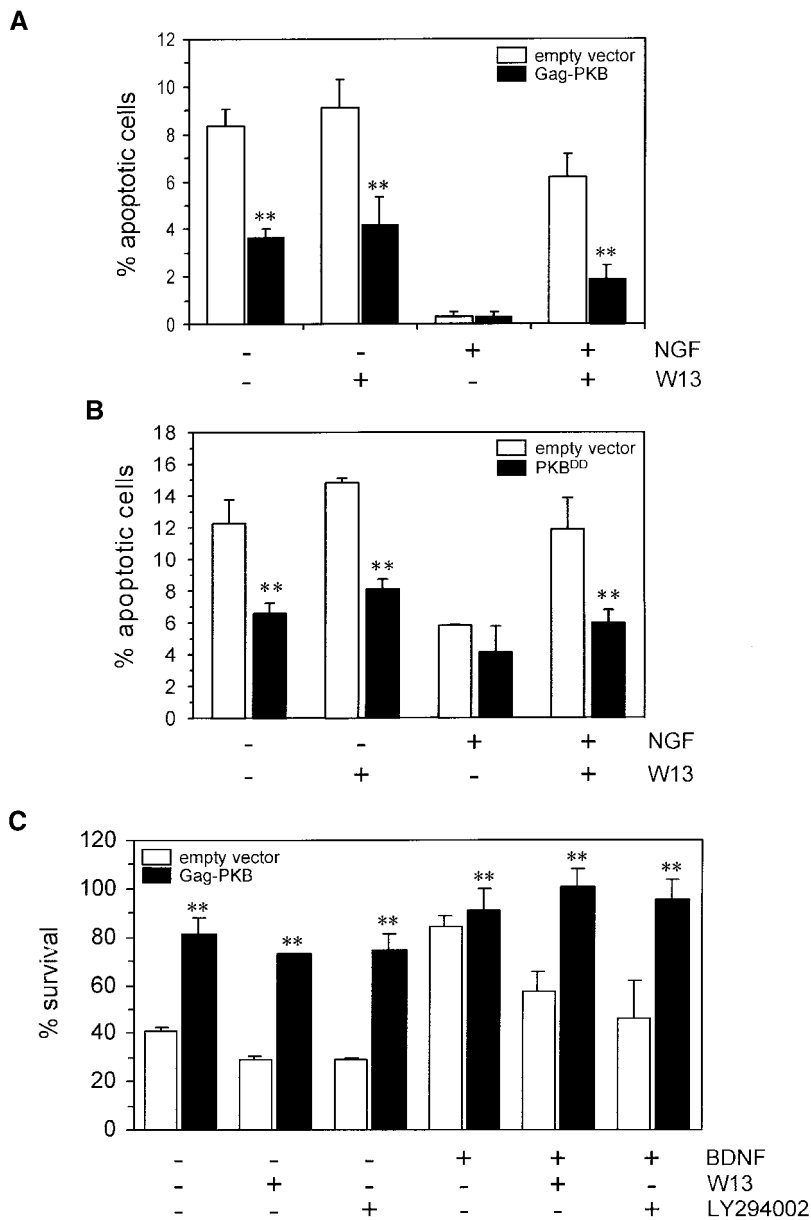 A
12
10
8
6
4
2
0
% apoptotic cells
empty vector
Gag-PKB
** ** **
- - + + NGF
- + - + W13
B
18
16
14
12
10
8
6
4
2
0
% apoptotic cells
empty vector
PKBDD
** ** **
- - + + NGF
- + - + W13
C
120
100
80
60
40
20
0
% survival
empty vector
Gag-PKB
** ** ** ** ** **
- - - + + + BDNF
- + - - + - W13
- - + - - + LY294002